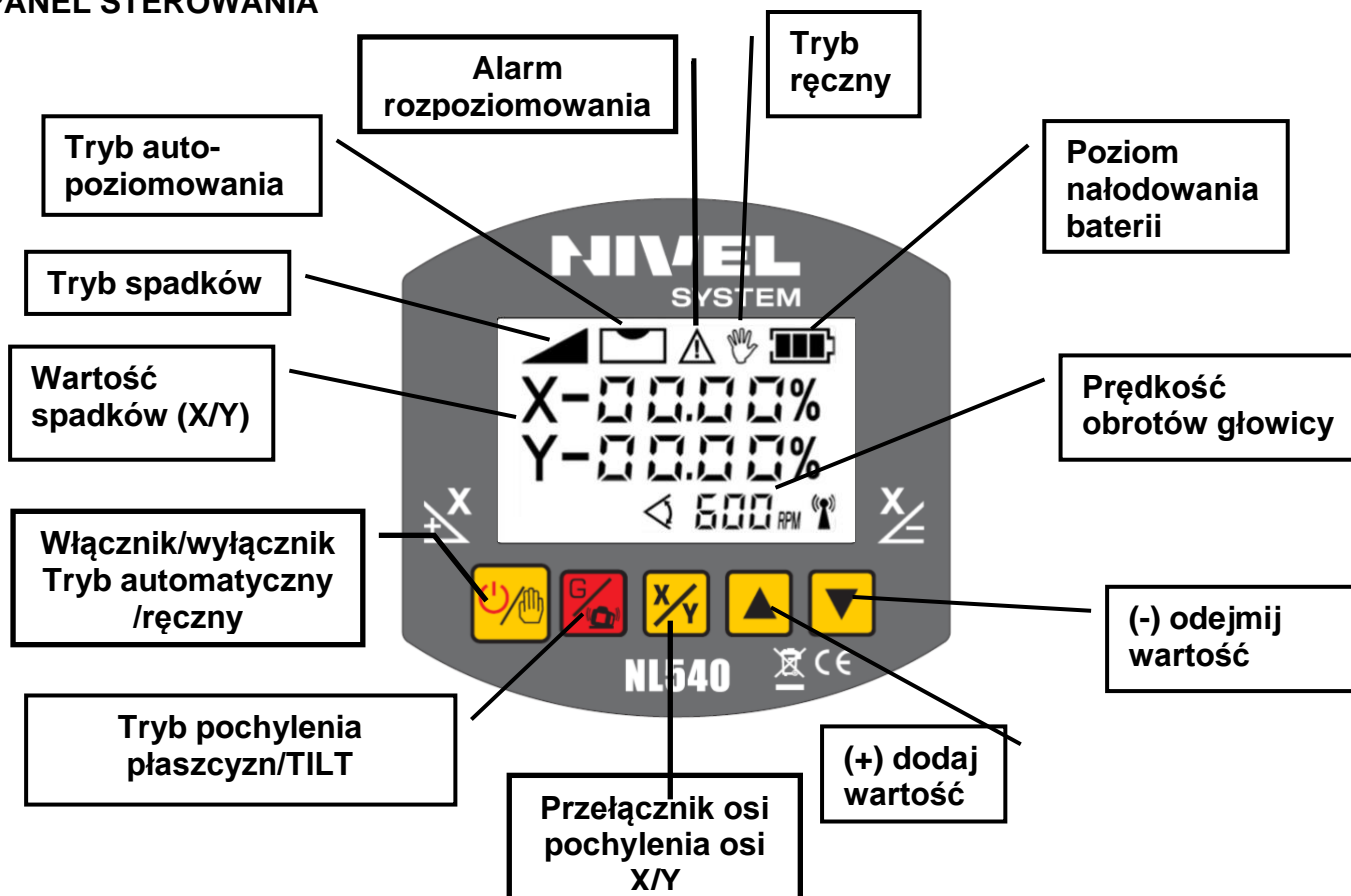 PANEL STEROWANIA
Alarm
rozpoziomowania
Tryb
ręczny
Tryb auto-
poziomowania
Poziom
nałodowania
baterii
Tryb spadków
Wartość
spadków (X/Y)
Prędkość
obrotów głowicy
Włącznik/wyłącznik
Tryb automatyczny
/ręczny
NIVEL
SYSTEM
X-00.00%
Y-00.00%
600 RPM
+ X
X -
G
X/Y
NL540
CE
(-) odejmij
wartość
Tryb pochylenia
płaszcyzn/TILT
(+) dodaj
wartość
Przełącznik osi
pochylenia osi
X/Y